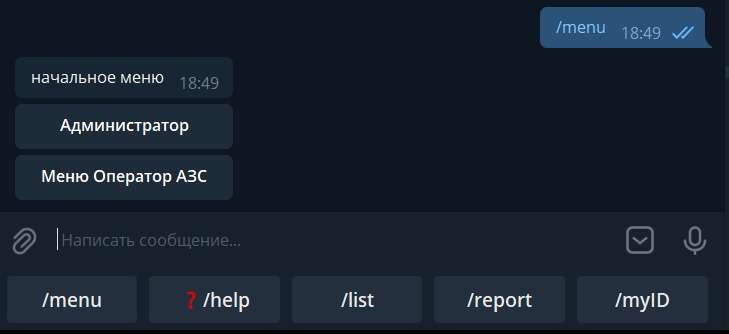 /menu 18:49
начальное меню 18:49
Администратор
Меню Оператор АЗС
Написать сообщение...
/menu ❓ /help /list /report /myID